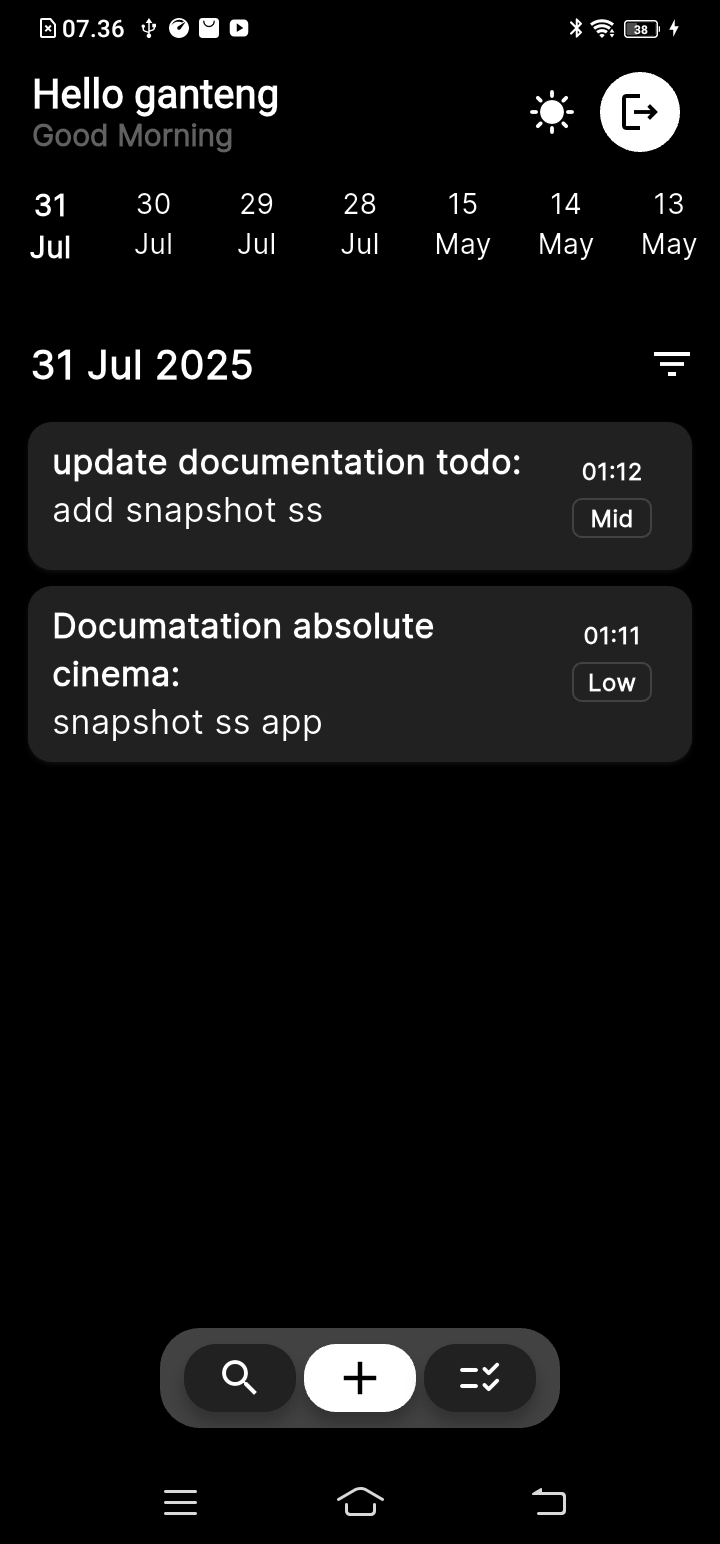 07.36
38
Hello ganteng
Good Morning
31 30 29 28 15 14 13
Jul Jul Jul Jul May May May
31 Jul 2025
update documentation todo:
01:12
add snapshot ss
Mid
Documatation absolute
01:11
cinema:
Low
snapshot ss app